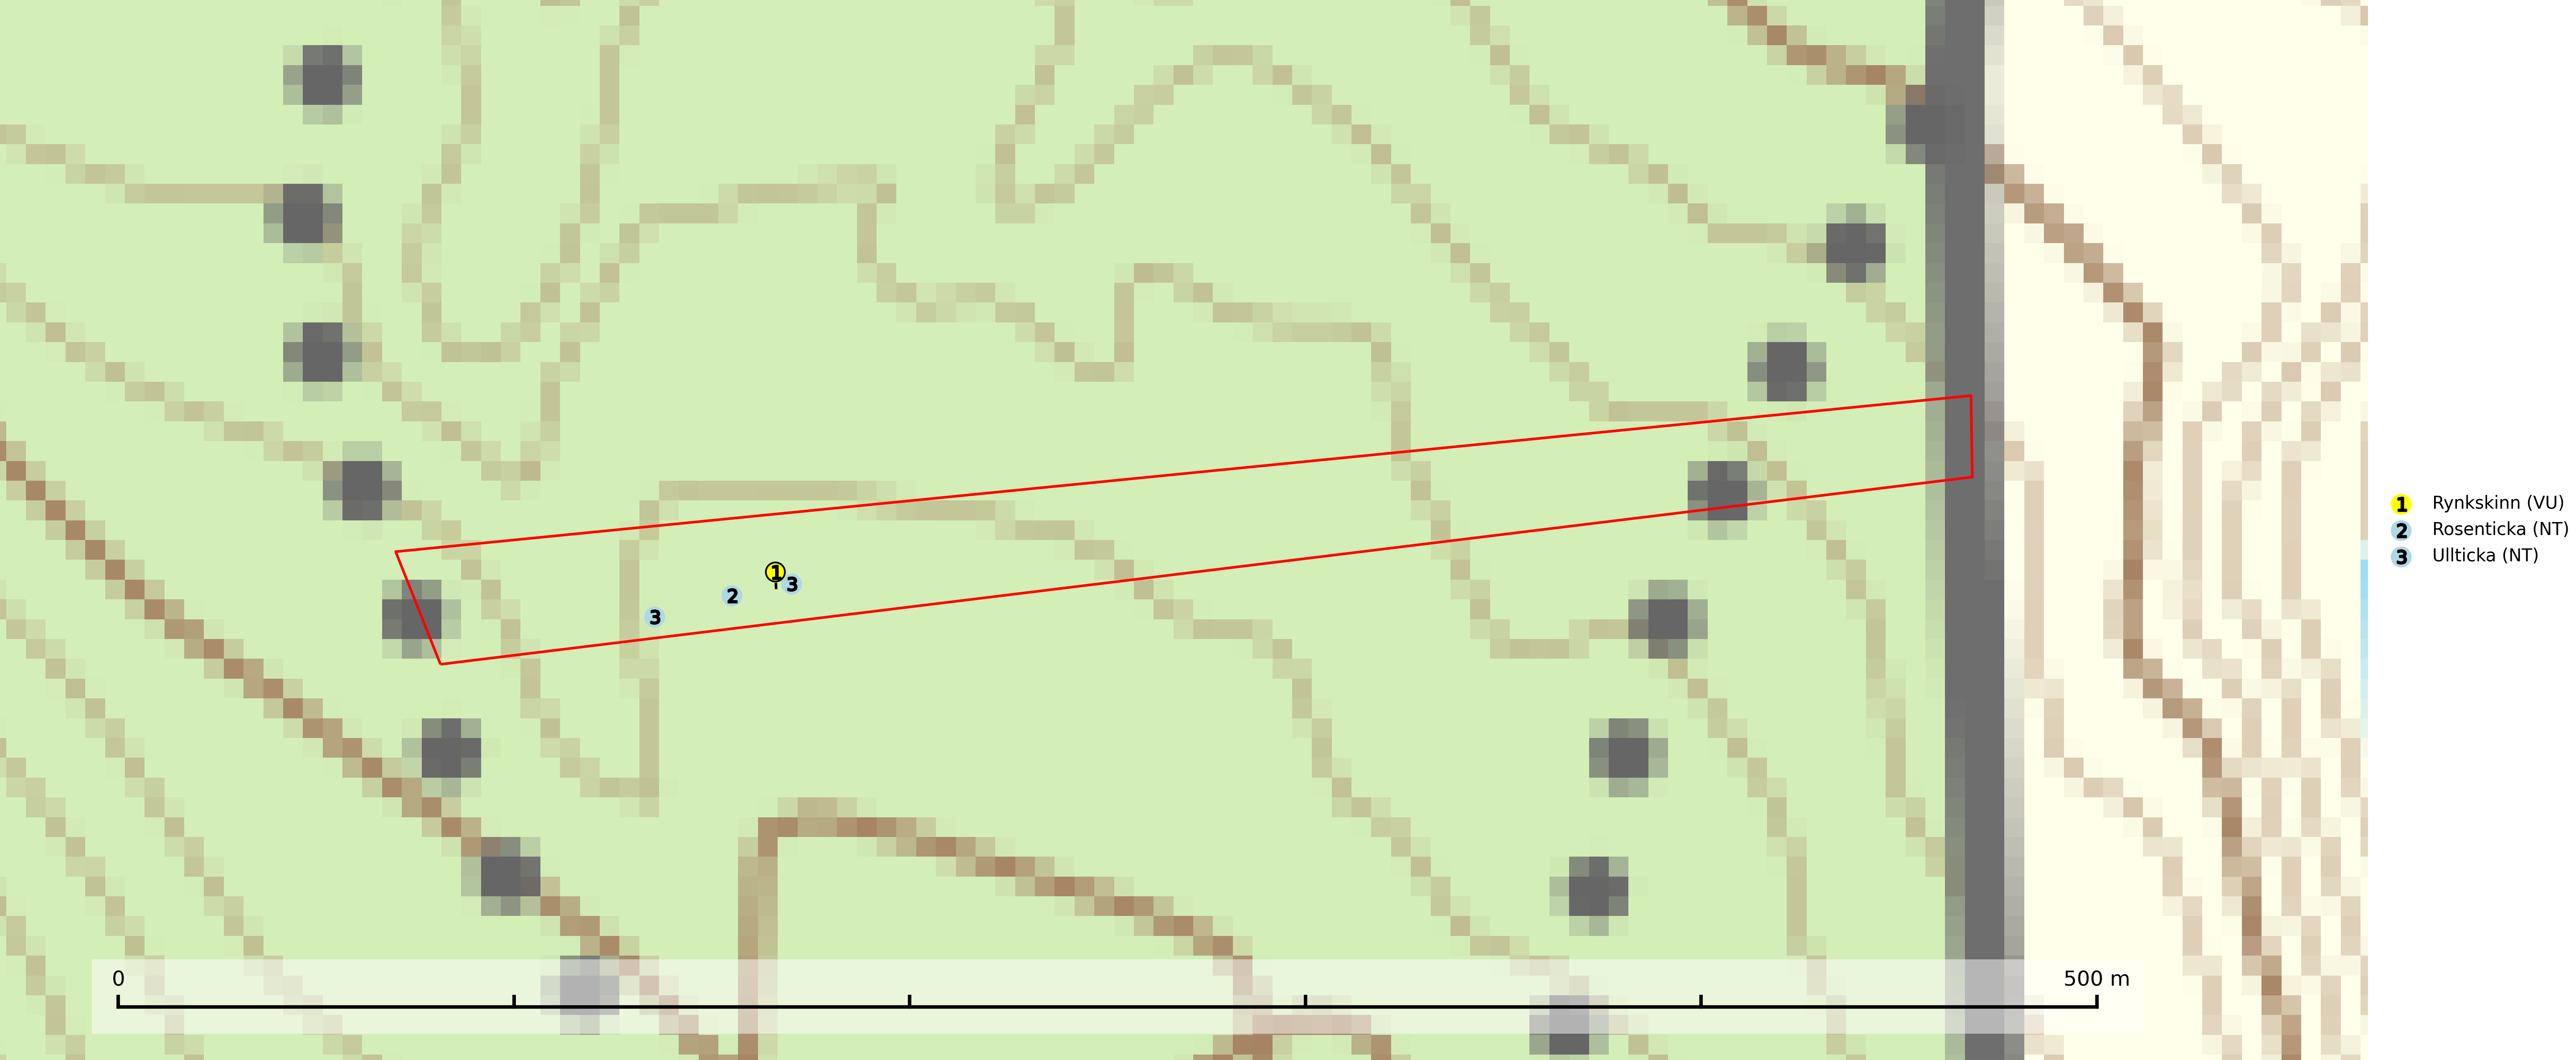 1 Rynkskinn (VU)
2 Rosenticka (NT)
3 Ullticka (NT)
1
3
2
3
0 500 m